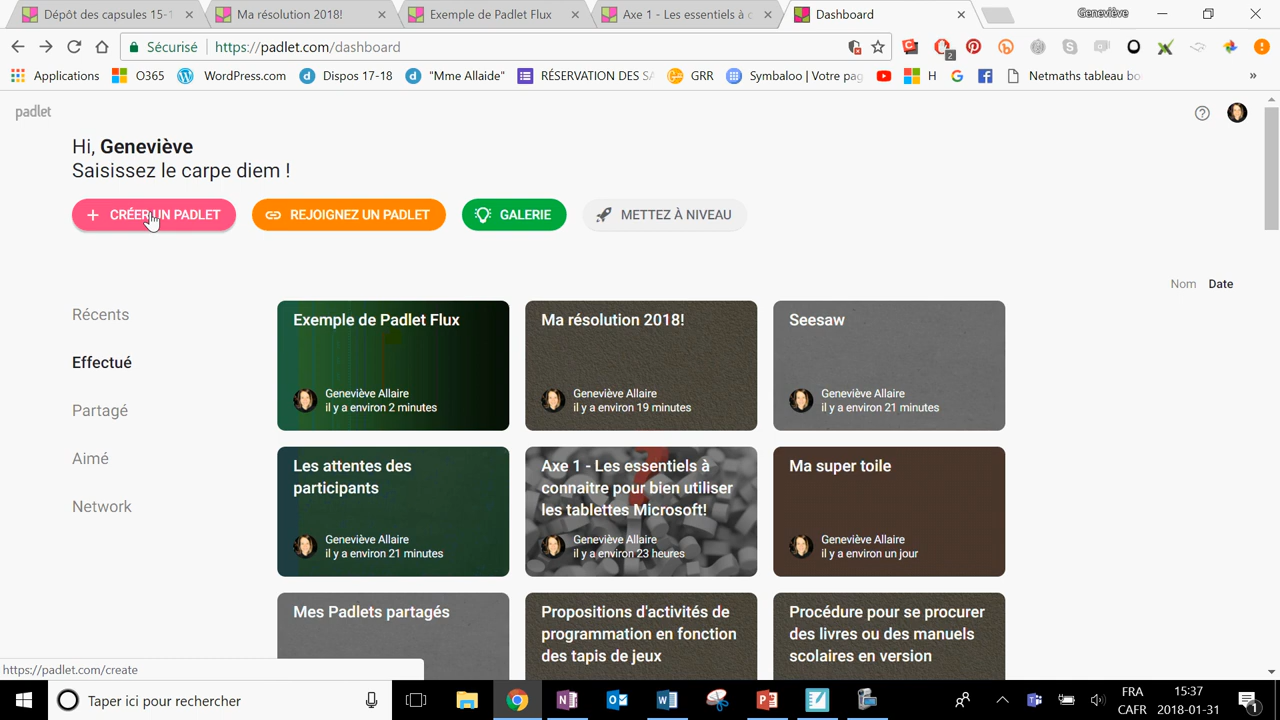 Dépôt des capsules 15-1
Ma résolution 2018!
Exemple de Padlet Flux
Axe 1 - Les essentiels à c
Dashboard
Geneviève
Sécurisé
https://padlet.com/dashboard
2
Applications
O365
WordPress.com
Dispos 17-18
"Mme Allaide"
RÉSERVATION DES SA
GRR
Symbaloo | Votre pag
H
Netmaths tableau bo
»
padlet
Hi, Geneviève
Saisissez le carpe diem !
+ CRÉER UN PADLET
REJOIGNEZ UN PADLET
GALERIE
METTEZ À NIVEAU
Nom
Date
Récents
Effectué
Partagé
Aimé
Network
Exemple de Padlet Flux
Geneviève Allaire
il y a environ 2 minutes
Ma résolution 2018!
Geneviève Allaire
il y a environ 19 minutes
Seesaw
Geneviève Allaire
il y a environ 21 minutes
Les attentes des
participants
Geneviève Allaire
il y a environ 21 minutes
Axe 1 - Les essentiels à
connaitre pour bien utiliser
les tablettes Microsoft!
Geneviève Allaire
il y a environ 23 heures
Ma super toile
Geneviève Allaire
il y a environ un jour
Mes Padlets partagés
Propositions d'activités de
programmation en fonction
des tapis de jeux
Procédure pour se procurer
des livres ou des manuels
scolaires en version
https://padlet.com/create
Taper ici pour rechercher
FRA
CAFR
15:37
2018-01-31
1